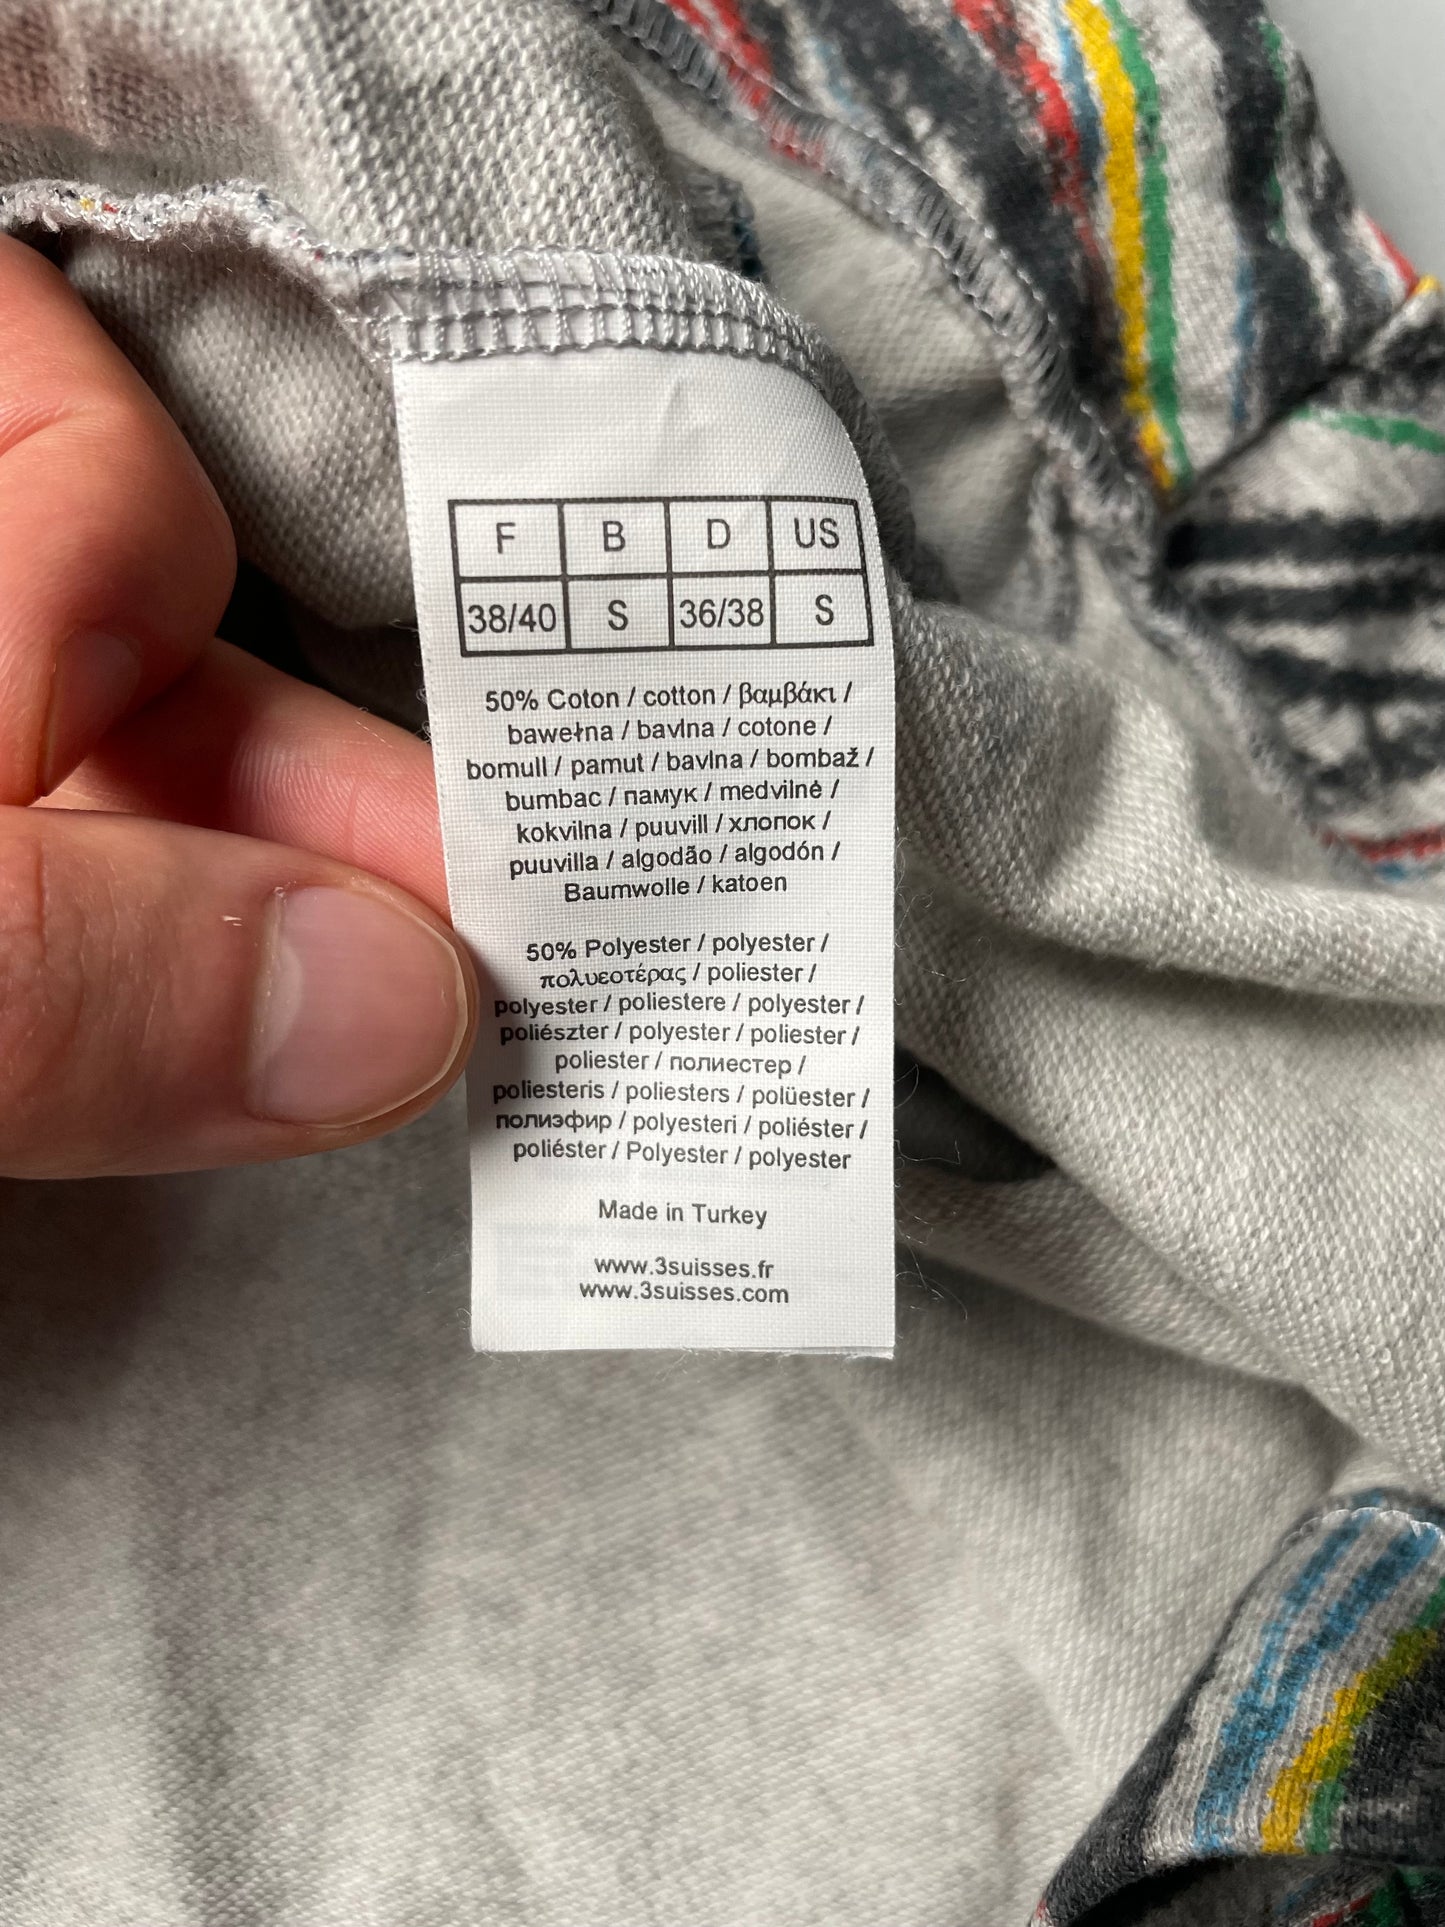 F B D US
38/40 S 36/38 S
50% Coton / cotton / βαμβάκι /
bawełna / bavlna / cotone /
bomull / pamut / bavlna / bombaž /
bumbac / памук / medvilnė /
kokvilna / puuvill / хлопок /
puuvilla / algodão / algodón /
Baumwolle / katoen
50% Polyester / polyester /
πολυεοτέρας / poliester /
polyester / poliestere / polyester /
poliészter / polyester / poliester /
poliester / полиестер /
poliesteris / poliesters / polüester /
полиэфир / polyesteri / poliéster /
poliéster / Polyester / polyester
Made in Turkey
www.3suisses.fr
www.3suisses.com